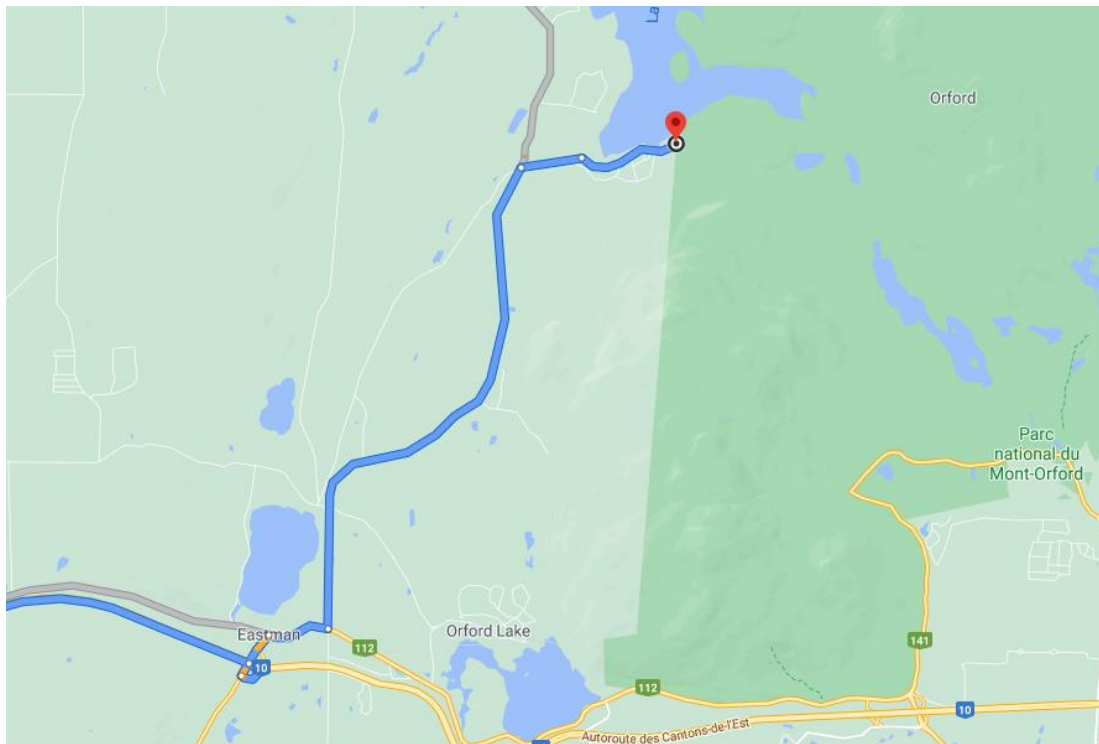 La
Orford
Parc
national du
Mont-Orford
Eastman
Orford Lake
112
10
141
112
10
Autoroute des Cantons-de-l'Est